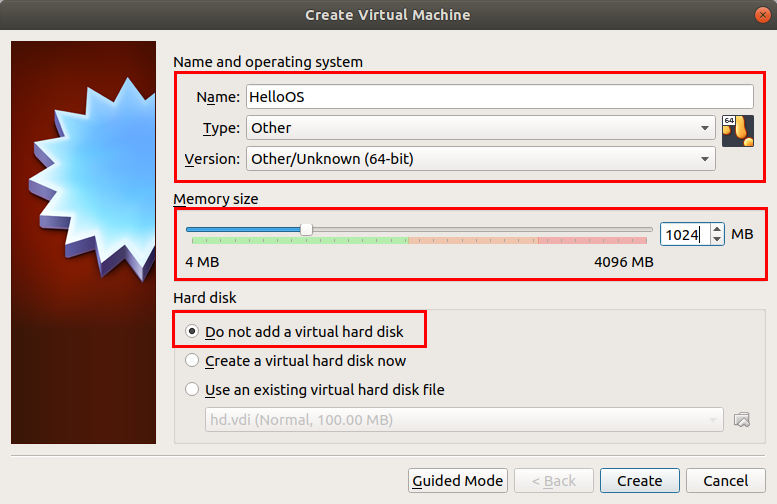 Create Virtual Machine
Name and operating system
Name: HelloOS
Type: Other
64
Version: Other/Unknown (64-bit)
Memory size
1024 MB
4 MB 4096 MB
Hard disk
Do not add a virtual hard disk
Create a virtual hard disk now
Use an existing virtual hard disk file
hd.vdi (Normal, 100.00 MB)
Guided Mode < Back Create Cancel